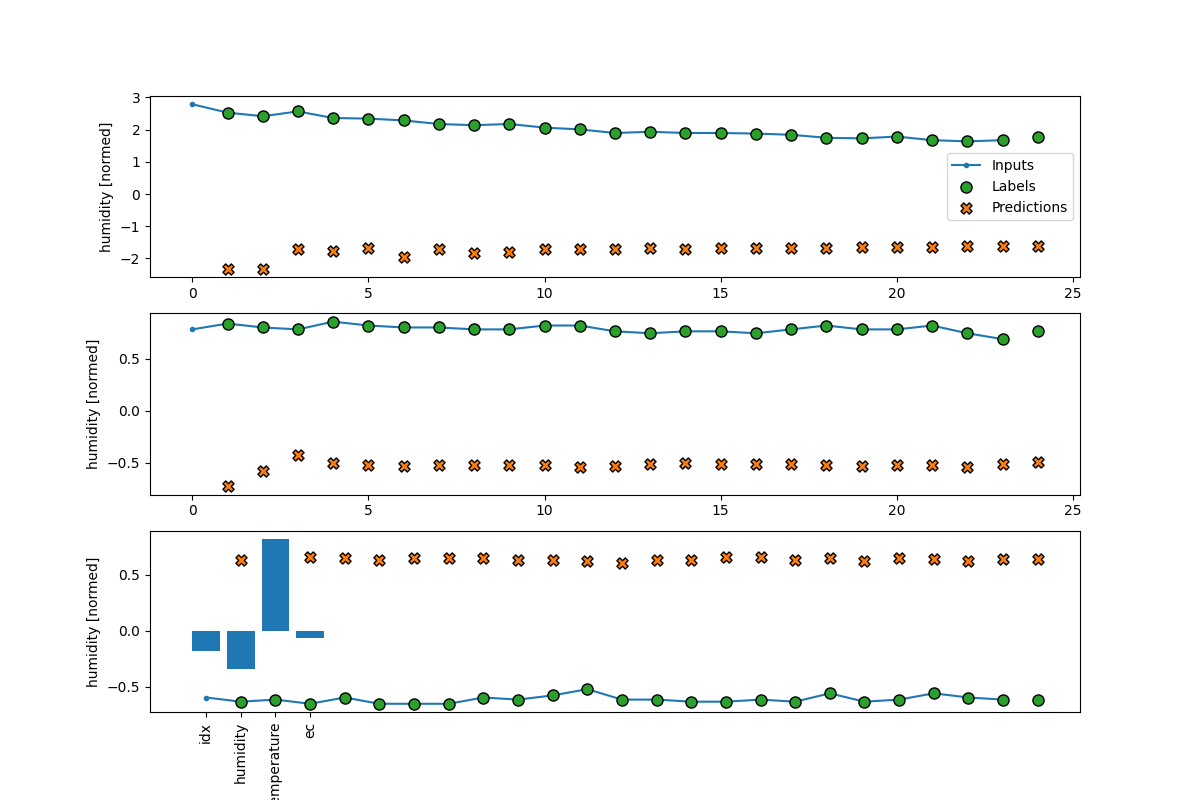 humidity [normed]
3
2
1
0
−1
−2
Inputs
Labels
Predictions
0 5 10 15 20 25
humidity [normed]
0.5
0.0
−0.5
0 5 10 15 20 25
humidity [normed]
0.5
0.0
−0.5
idx
humidity
emperature
ec